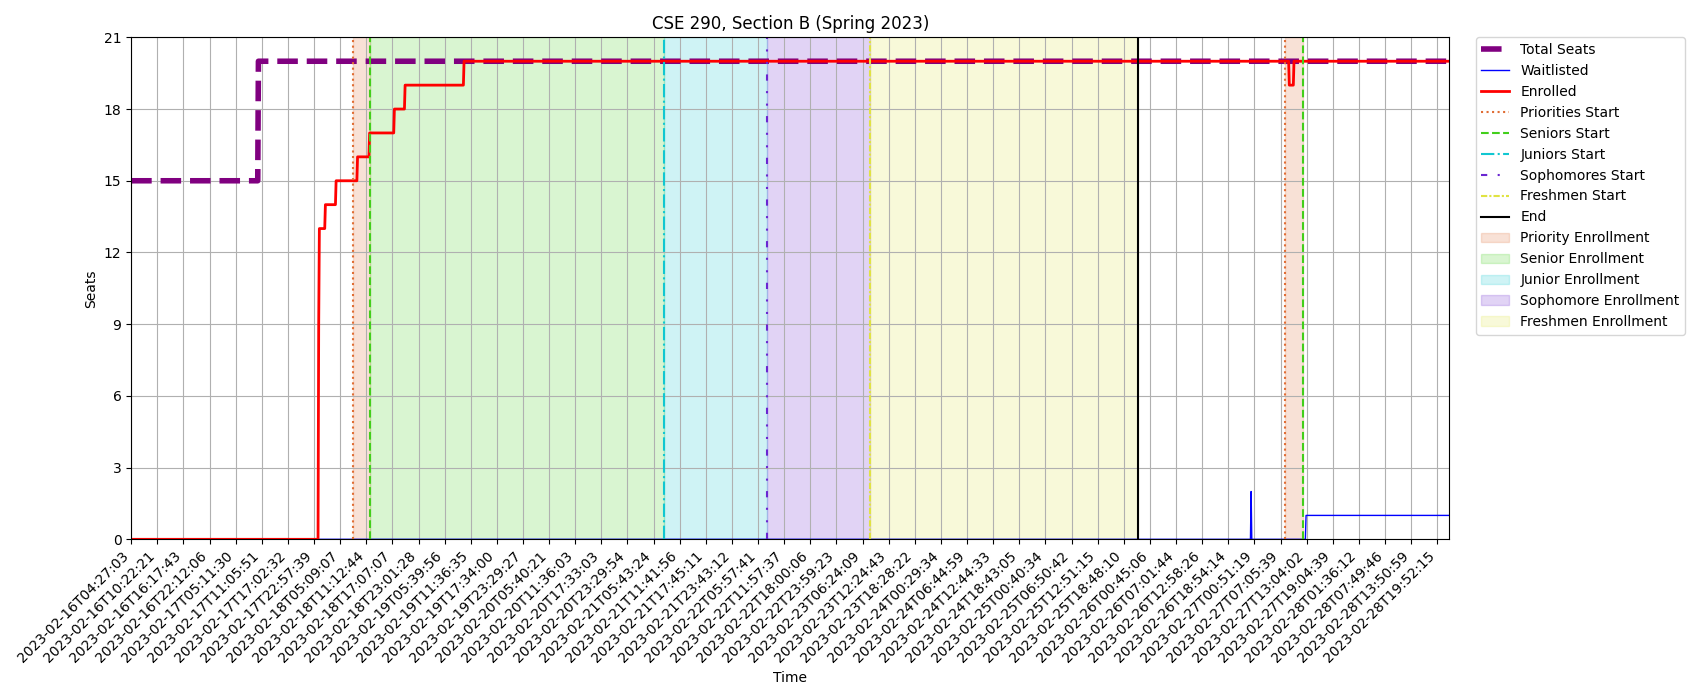 CSE 290, Section B (Spring 2023)
21
18
15
12
9
6
3
0
Seats
2023-02-16T04:27:03
2023-02-16T10:22:21
2023-02-16T16:17:43
2023-02-16T22:12:06
2023-02-17T05:11:30
2023-02-17T11:05:51
2023-02-17T17:02:32
2023-02-17T22:57:39
2023-02-18T05:09:07
2023-02-18T11:12:44
2023-02-18T17:07:07
2023-02-18T23:01:28
2023-02-19T05:39:56
2023-02-19T11:36:35
2023-02-19T17:34:00
2023-02-19T23:29:27
2023-02-20T05:40:21
2023-02-20T11:36:03
2023-02-20T17:33:03
2023-02-20T23:29:54
2023-02-21T05:43:24
2023-02-21T11:41:56
2023-02-21T17:45:11
2023-02-21T23:43:12
2023-02-22T05:57:41
2023-02-22T11:57:37
2023-02-22T18:00:06
2023-02-22T23:59:23
2023-02-23T06:24:09
2023-02-23T12:24:43
2023-02-23T18:28:22
2023-02-24T00:29:34
2023-02-24T06:44:59
2023-02-24T12:44:33
2023-02-24T18:43:05
2023-02-25T00:40:34
2023-02-25T06:50:42
2023-02-25T12:51:15
2023-02-25T18:48:10
2023-02-26T00:45:06
2023-02-26T07:01:44
2023-02-26T12:58:26
2023-02-26T18:54:14
2023-02-27T00:51:19
2023-02-27T07:05:39
2023-02-27T13:04:02
2023-02-27T19:04:39
2023-02-28T01:36:12
2023-02-28T07:49:46
2023-02-28T13:50:59
2023-02-28T19:52:15
Time
Total Seats
Waitlisted
Enrolled
Priorities Start
Seniors Start
Juniors Start
Sophomores Start
Freshmen Start
End
Priority Enrollment
Senior Enrollment
Junior Enrollment
Sophomore Enrollment
Freshmen Enrollment